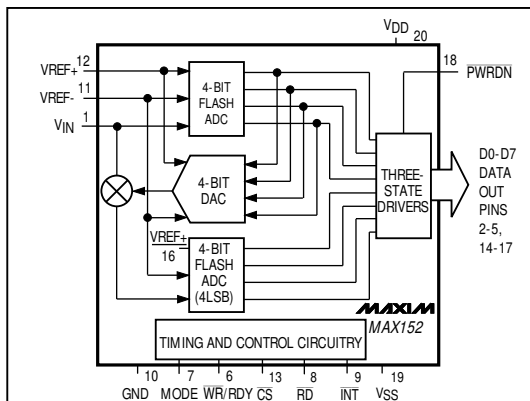 VDD
20
12
VREF+
11
VREF-
1
VIN
18
PWRDN
4-BIT
FLASH
ADC
4-BIT
DAC
VREF+
16
4-BIT
FLASH
ADC
(4LSB)
THREE-
STATE
DRIVERS
D0-D7
DATA
OUT
PINS
2-5,
14-17
MAXIM
MAX152
TIMING AND CONTROL CIRCUITRY
10 7 6 13 8 9 19
GND MODE WR/RDY CS RD INT VSS